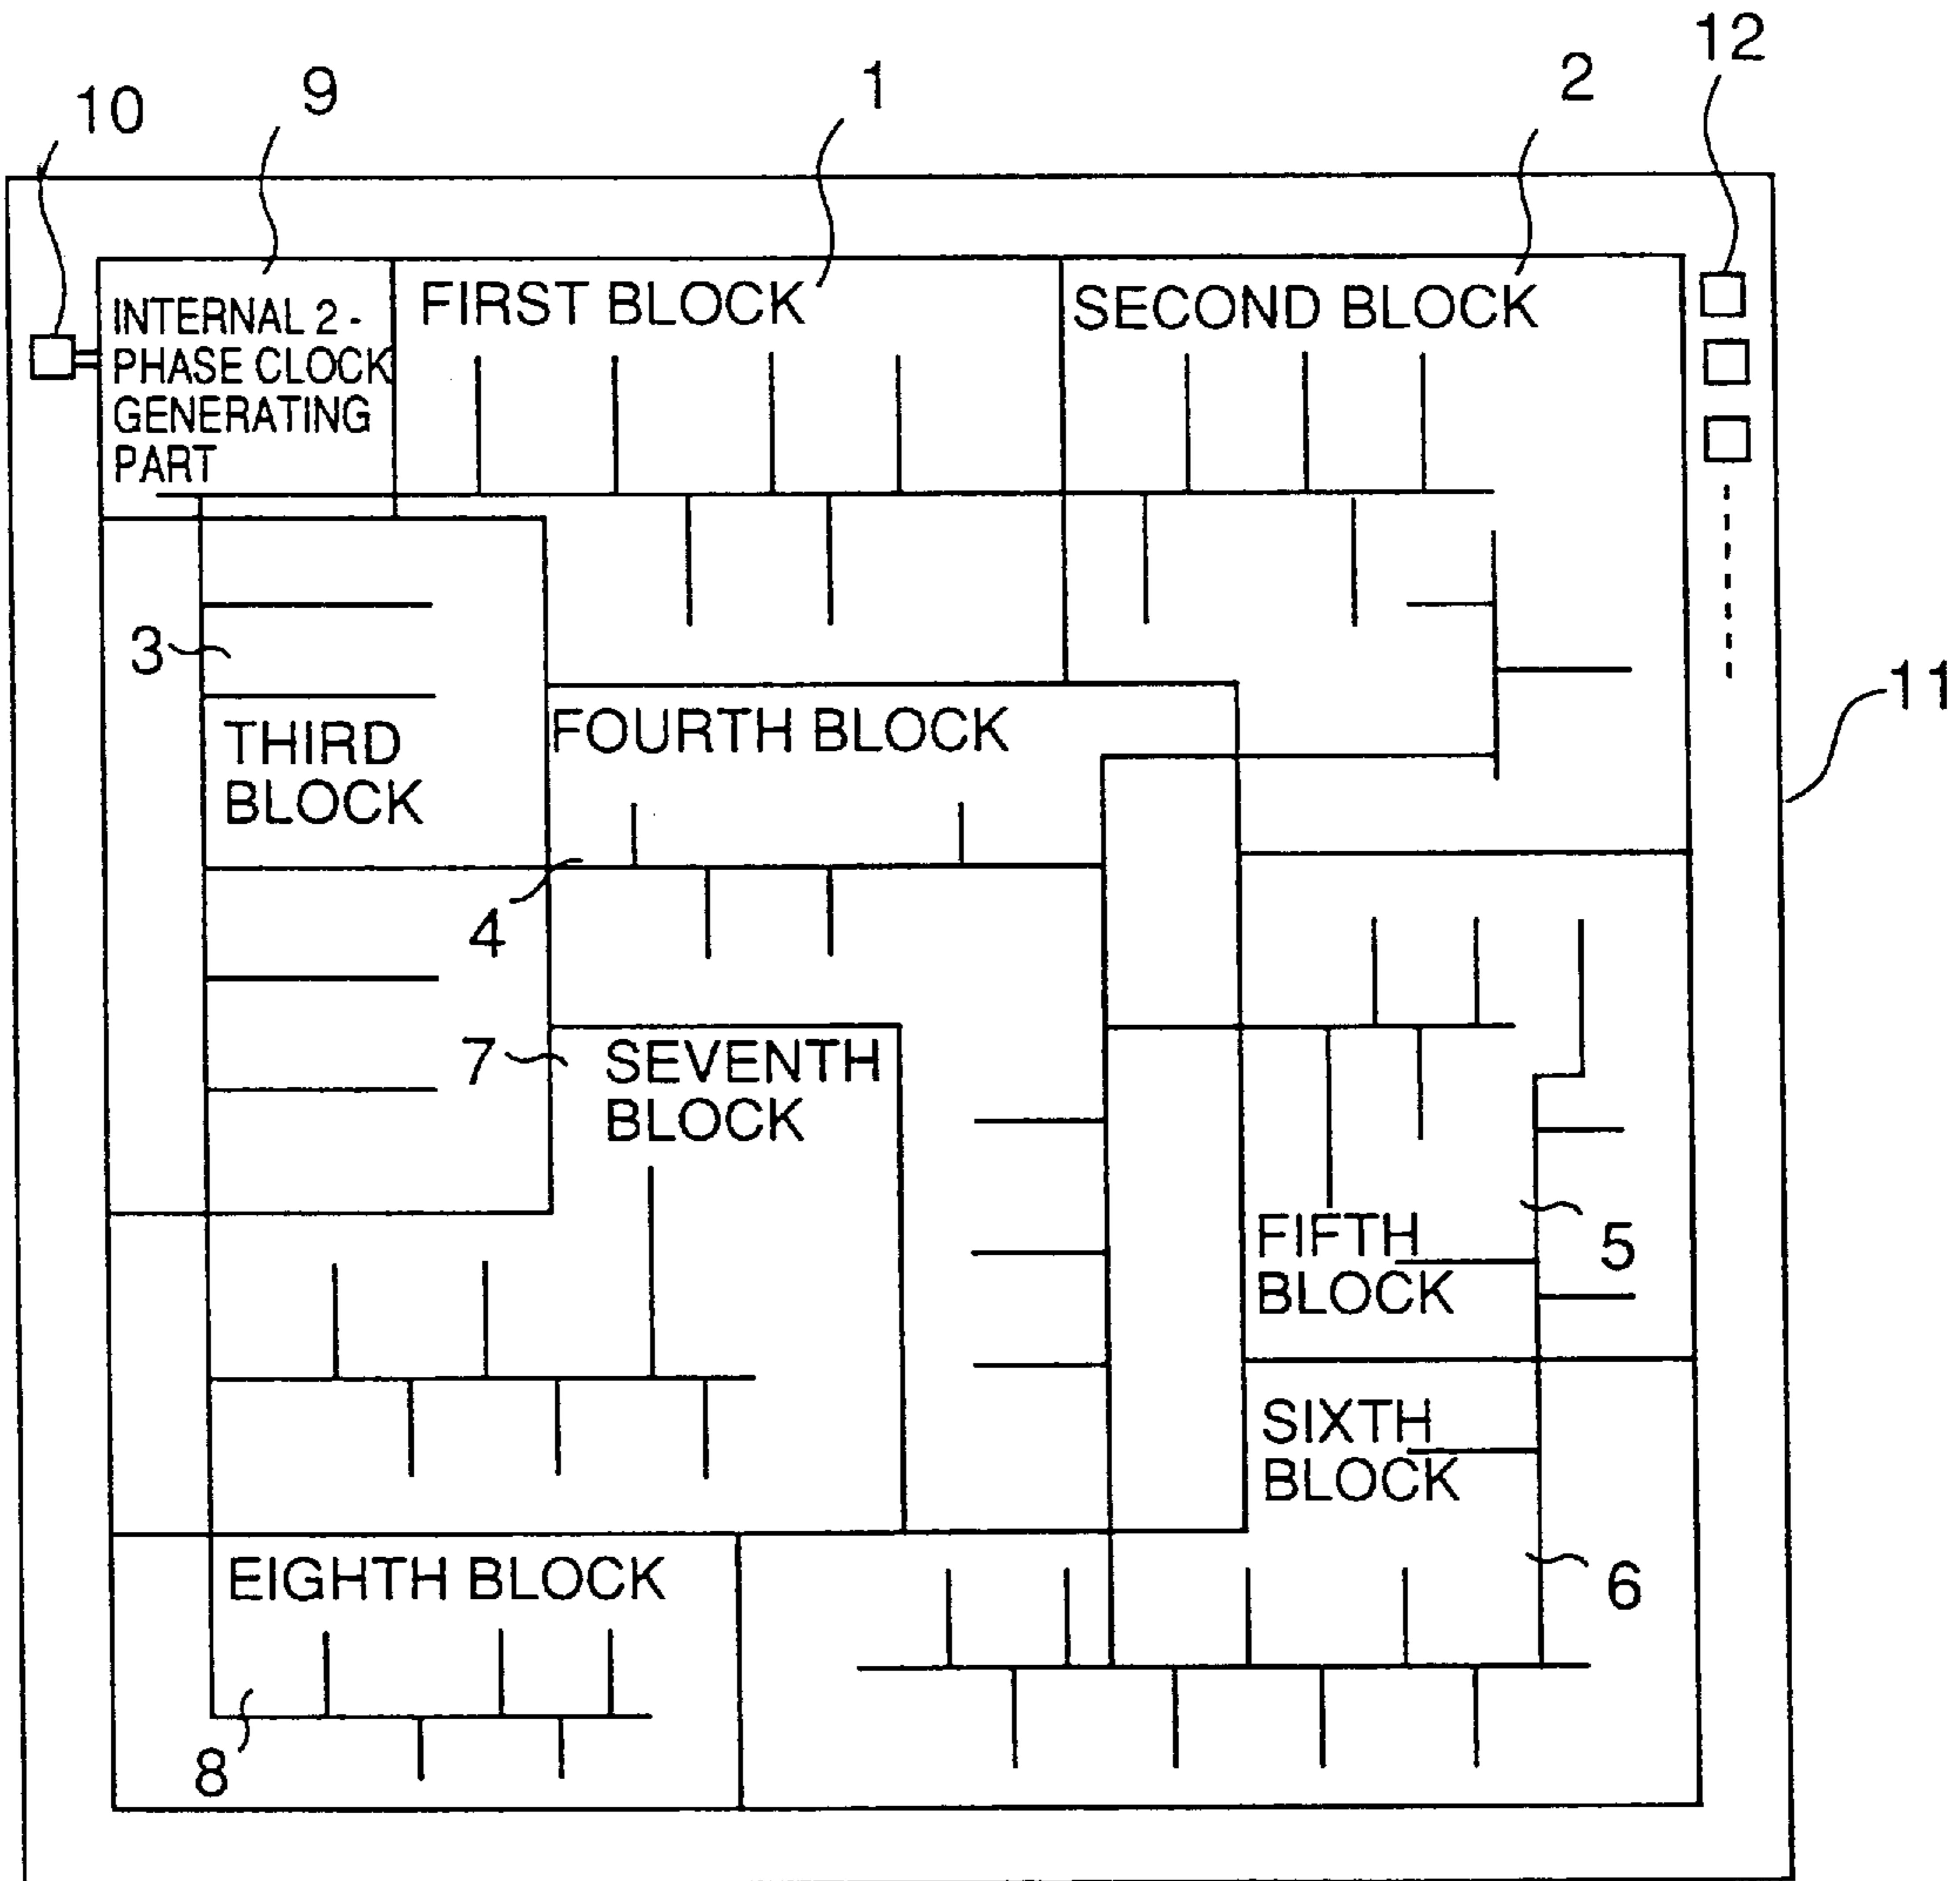 12
1
2
9
10
FIRST BLOCK
SECOND BLOCK
INTERNAL 2 -
PHASE CLOCK
GENERATING
PART
3
11
THIRD
BLOCK
FOURTH BLOCK
4
7
SEVENTH
BLOCK
FIFTH
BLOCK
5
SIXTH
BLOCK
EIGHTH BLOCK
6
8